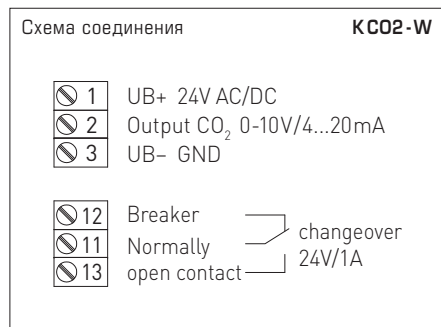 Схема соединения KCO2-W
1 UB+ 24V AC/DC
2 Output CO₂ 0-10V/4...20mA
3 UB– GND
12 Breaker
11 Normally
13 open contact
changeover
24V/1A